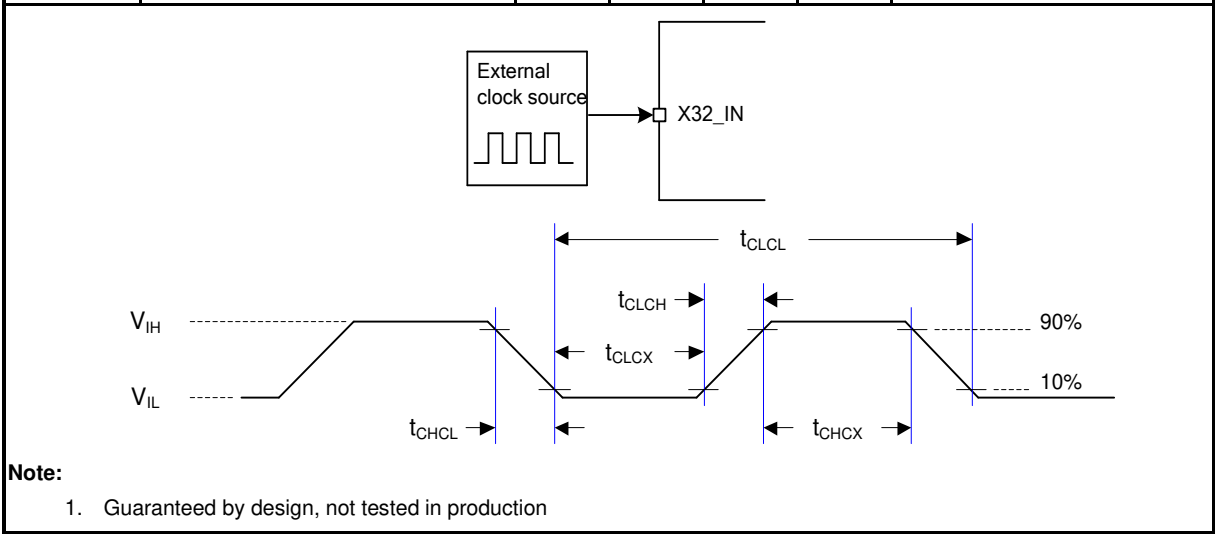 External
clock source
X32_IN
tCLCL
tCLCH
VIH
90%
tCLCX
VIL
10%
tCHCL
tCHCX
Note:
1. Guaranteed by design, not tested in production